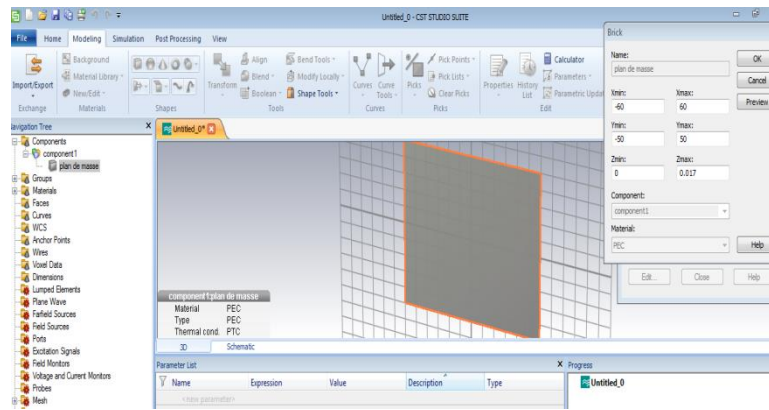 Untitled_0 - CST STUDIO SUITE
File Home Modeling Simulation Post Processing View
Import/Export
Background
Material Library
New/Edit
Transform
Align
Blend
Boolean
Bend Tools
Modify Locally
Shape Tools
Curves
Curve Tools
Picks
Pick Points
Pick Lists
Clear Picks
Properties
History List
Calculator
Parameters
Parametric Updat
Exchange Materials Shapes Tools Curves Picks Edit
Navigation Tree X
Untitled_0*
Components
component1
plan de masse
Groups
Materials
Faces
Curves
WCS
Anchor Points
Wires
Voxel Data
Dimensions
Lumped Elements
Plane Wave
Farfield Sources
Field Sources
Ports
Excitation Signals
Field Monitors
Voltage and Current Monitors
Probes
Mesh
component1:plan de masse
Material PEC
Type PEC
Thermal cond. PTC
3D Schematic
Parameter List X
Name Expression Value Description Type
<new parameter>
Progress
Untitled_0
Brick
Name:
plan de masse
OK
Cancel
Preview
Xmin: Xmax:
-60 60
Ymin: Ymax:
-50 50
Zmin: Zmax:
0 0.017
Component:
component1
Material:
PEC
Help
Edit... Close Help